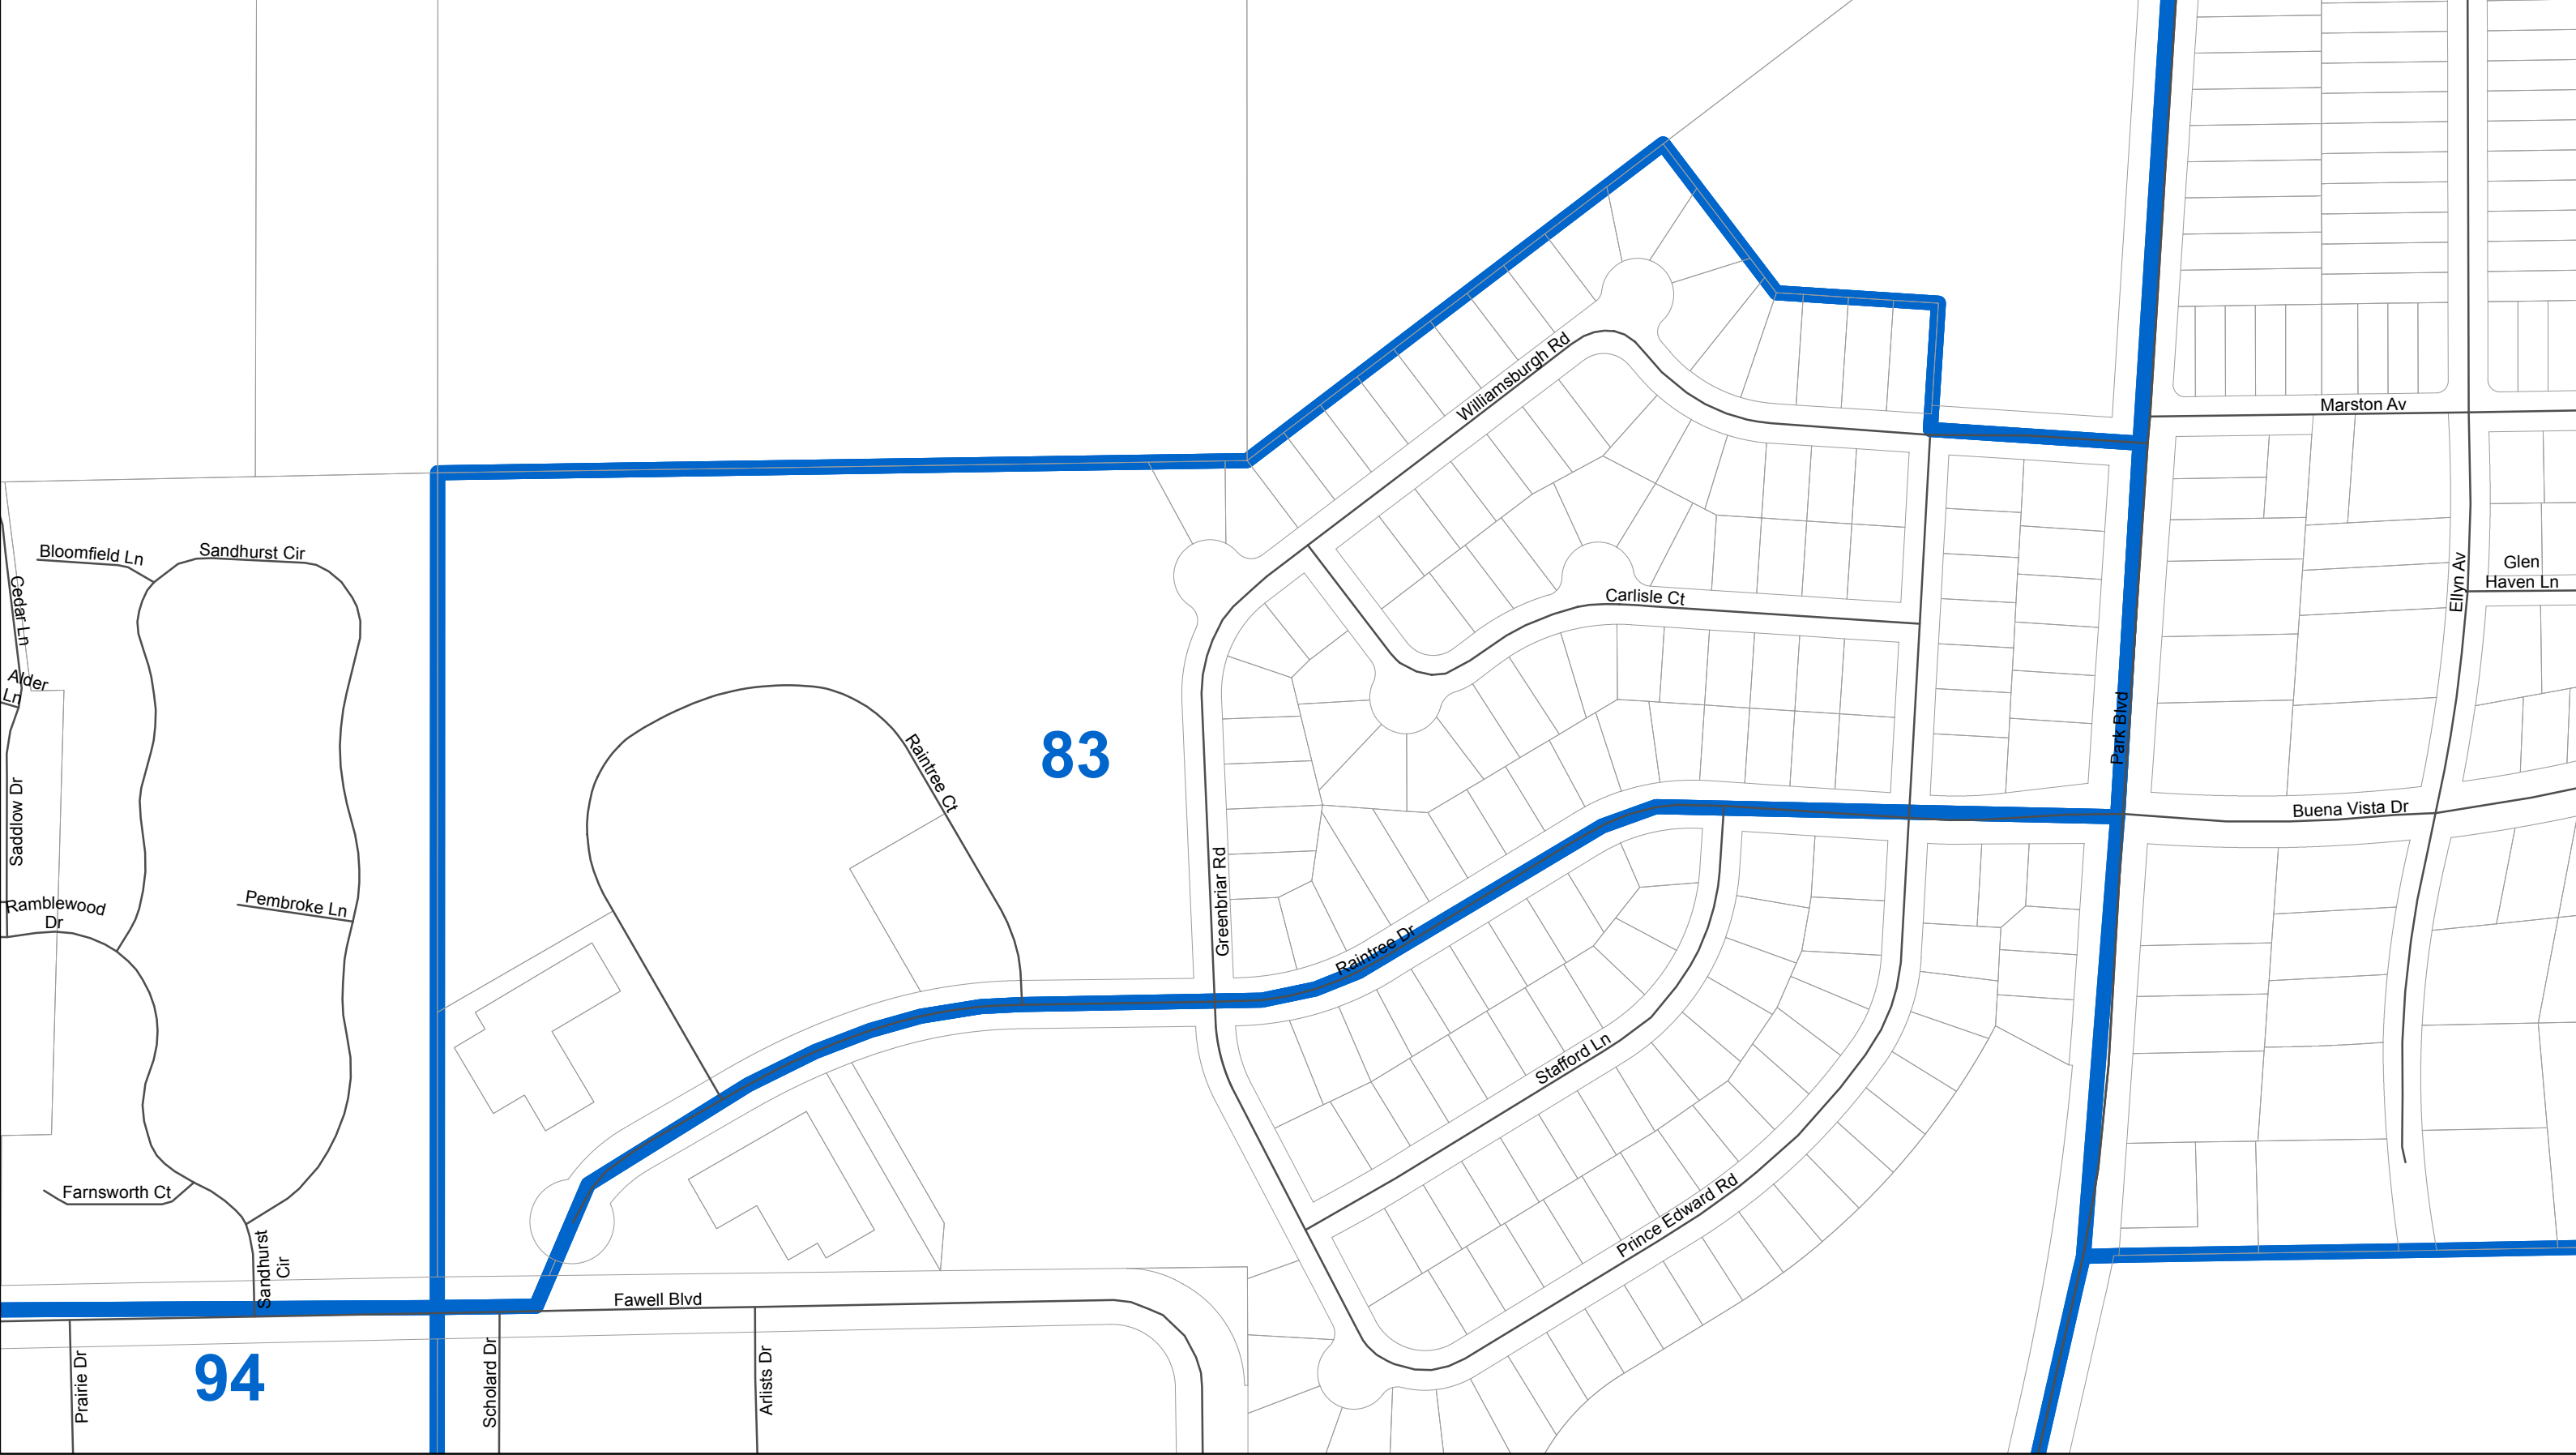 Marston Av
Williamsburgh Rd
Bloomfield Ln
Sandhurst Cir
Cedar Ln
Glen
Haven Ln
Ellyn Av
Carlisle Ct
Alder
Ln
Park Blvd
83
Raintree Ct
Saddlow Dr
Buena Vista Dr
Pembroke Ln
Ramblewood
Dr
Greenbriar Rd
Raintree Dr
Stafford Ln
Farnsworth Ct
Prince Edward Rd
Sandhurst
Cir
Fawell Blvd
94
Prairie Dr
Scholard Dr
Arlists Dr